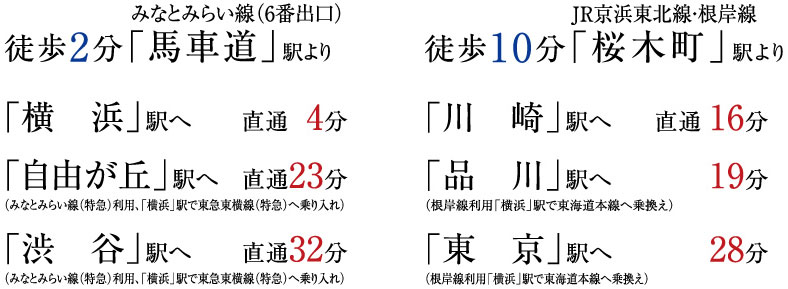 みなとみらい線（6番出口）
徒歩2分「馬車道」駅より
「横　浜」駅へ　直通 4分
「自由が丘」駅へ　直通23分
（みなとみらい線（特急）利用、「横浜」駅で東急東横線（特急）へ乗り入れ）
「渋　谷」駅へ　直通32分
（みなとみらい線（特急）利用、「横浜」駅で東急東横線（特急）へ乗り入れ）
JR京浜東北線・根岸線
徒歩10分「桜木町」駅より
「川　崎」駅へ　直通 16分
「品　川」駅へ　19分
（根岸線利用「横浜」駅で東海道本線へ乗換え）
「東　京」駅へ　28分
（根岸線利用「横浜」駅で東海道本線へ乗換え）